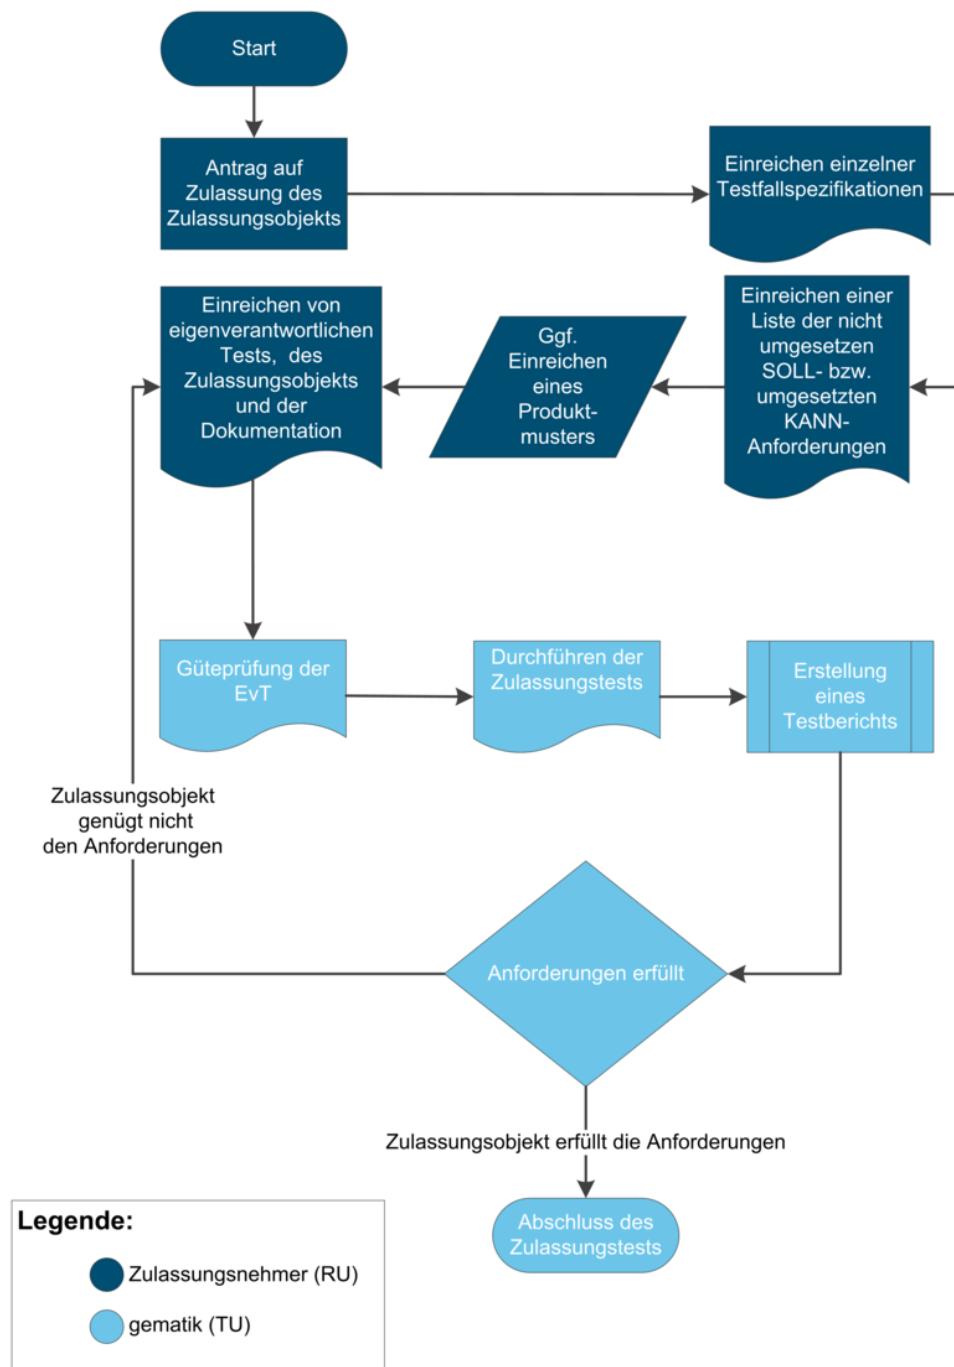 Start
Antrag auf
Zulassung des
Zulassungsobjekts
Einreichen einzelner
Testfallspezifikationen
Einreichen einer
Liste der nicht
umgesetzen
SOLL- bzw.
umgesetzten
KANN-
Anforderungen
Ggf.
Einreichen
eines
Produkt-
musters
Einreichen von
eigenverantwortlichen
Tests, des
Zulassungsobjekts
und der
Dokumentation
Güteprüfung der
EvT
Durchführen der
Zulassungstests
Erstellung
eines
Testberichts
Zulassungsobjekt
genügt nicht
den Anforderungen
Anforderungen erfüllt
Zulassungsobjekt erfüllt die Anforderungen
Abschluss des
Zulassungstests
Legende:
Zulassungsnehmer (RU)
gematik (TU)